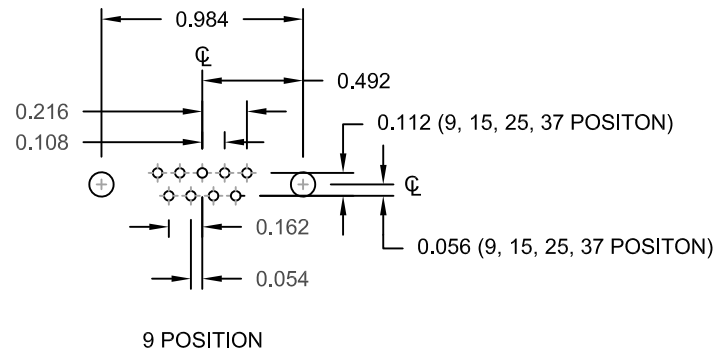 0.984
℄
0.492
0.216
0.112 (9, 15, 25, 37 POSITON)
0.108
℄
0.162
0.056 (9, 15, 25, 37 POSITON)
0.054
9 POSITION